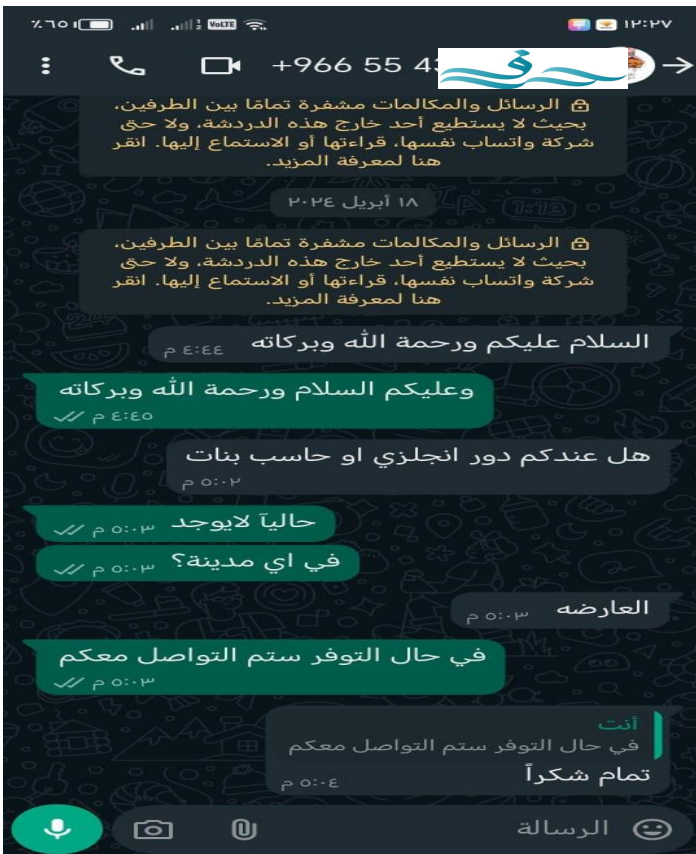 ١٢:٢٧
٪٦٥
VoLTE
+966 55 4
الرسائل والمكالمات مشفرة تمامًا بين الطرفين،
بحيث لا يستطيع أحد خارج هذه الدردشة، ولا حتى
شركة واتساب نفسها، قراءتها أو الاستماع إليها. انقر
هنا لمعرفة المزيد.
١٨ أبريل ٢٠٢٤
الرسائل والمكالمات مشفرة تمامًا بين الطرفين،
بحيث لا يستطيع أحد خارج هذه الدردشة، ولا حتى
شركة واتساب نفسها، قراءتها أو الاستماع إليها. انقر
هنا لمعرفة المزيد.
السلام عليكم ورحمة الله وبركاته ٤:٤٤ م
وعليكم السلام ورحمة الله وبركاته
٤:٤٥ م
هل عندكم دور انجلزي او حاسب بنات
٥:٠٢ م
حاليآ لايوجد ٥:٠٣ م
في اي مدينة؟ ٥:٠٣ م
العارضه ٥:٠٣ م
في حال التوفر ستم التواصل معكم
٥:٠٣ م
أنت
في حال التوفر ستم التواصل معكم
تمام شكراً ٥:٠٤ م
الرسالة